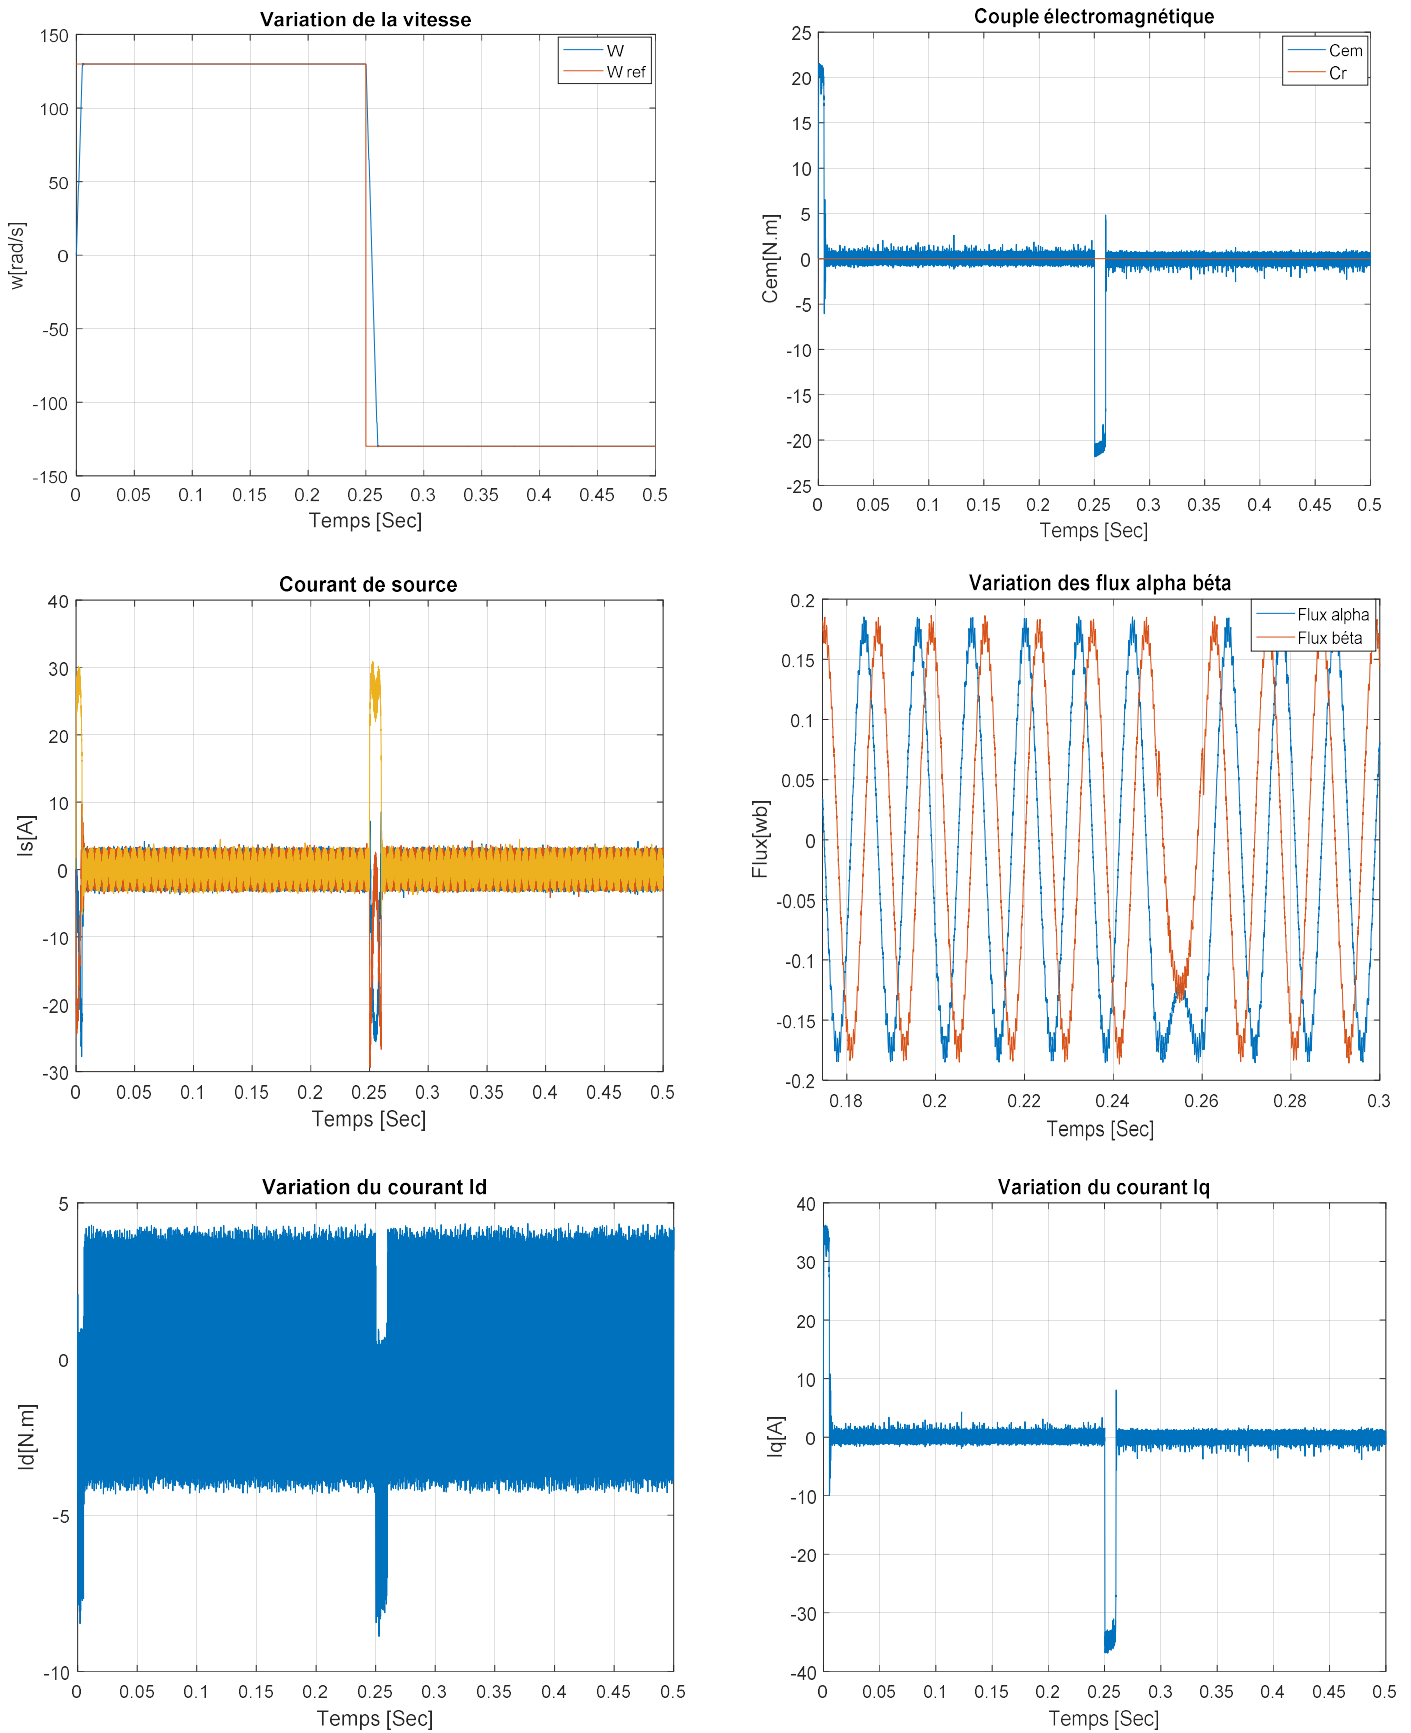 Variation de la vitesse
150
100
50
0
-50
-100
-150
w[rad/s]
W
W ref
0 0.05 0.1 0.15 0.2 0.25 0.3 0.35 0.4 0.45 0.5
Temps [Sec]
Couple électromagnétique
25
20
15
10
5
0
-5
-10
-15
-20
-25
Cem[N.m]
Cem
Cr
0 0.05 0.1 0.15 0.2 0.25 0.3 0.35 0.4 0.45 0.5
Temps [Sec]
Courant de source
40
30
20
10
0
-10
-20
-30
Is[A]
0 0.05 0.1 0.15 0.2 0.25 0.3 0.35 0.4 0.45 0.5
Temps [Sec]
Variation des flux alpha béta
0.2
0.15
0.1
0.05
0
-0.05
-0.1
-0.15
-0.2
Flux[wb]
Flux alpha
Flux béta
0.18 0.2 0.22 0.24 0.26 0.28 0.3
Temps [Sec]
Variation du courant Id
5
0
-5
-10
Id[N.m]
0 0.05 0.1 0.15 0.2 0.25 0.3 0.35 0.4 0.45 0.5
Temps [Sec]
Variation du courant Iq
40
30
20
10
0
-10
-20
-30
-40
Iq[A]
0 0.05 0.1 0.15 0.2 0.25 0.3 0.35 0.4 0.45 0.5
Temps [Sec]